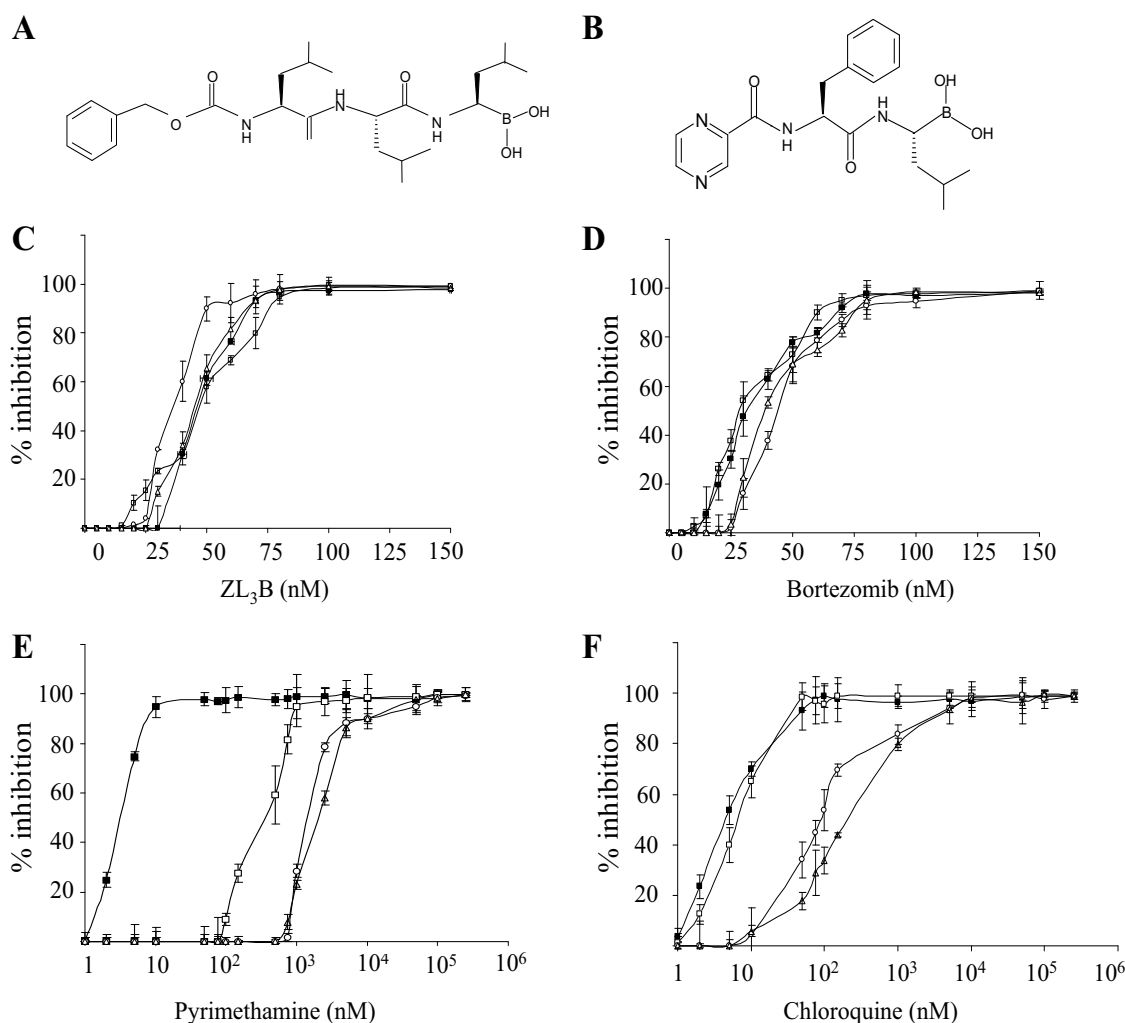 A
B
O
O
O
N
H
H
N
N
H
B
OH
OH
N
N
O
N
H
H
N
O
B
OH
OH
C
D
% inhibition
100
80
60
40
20
0 25 50 75 100 125 150
ZL3B (nM)
% inhibition
100
80
60
40
20
0 25 50 75 100 125 150
Bortezomib (nM)
E
F
% inhibition
100
80
60
40
20
1 10 10² 10³ 10⁴ 10⁵ 10⁶
Pyrimethamine (nM)
% inhibition
100
80
60
40
20
1 10 10² 10³ 10⁴ 10⁵ 10⁶
Chloroquine (nM)